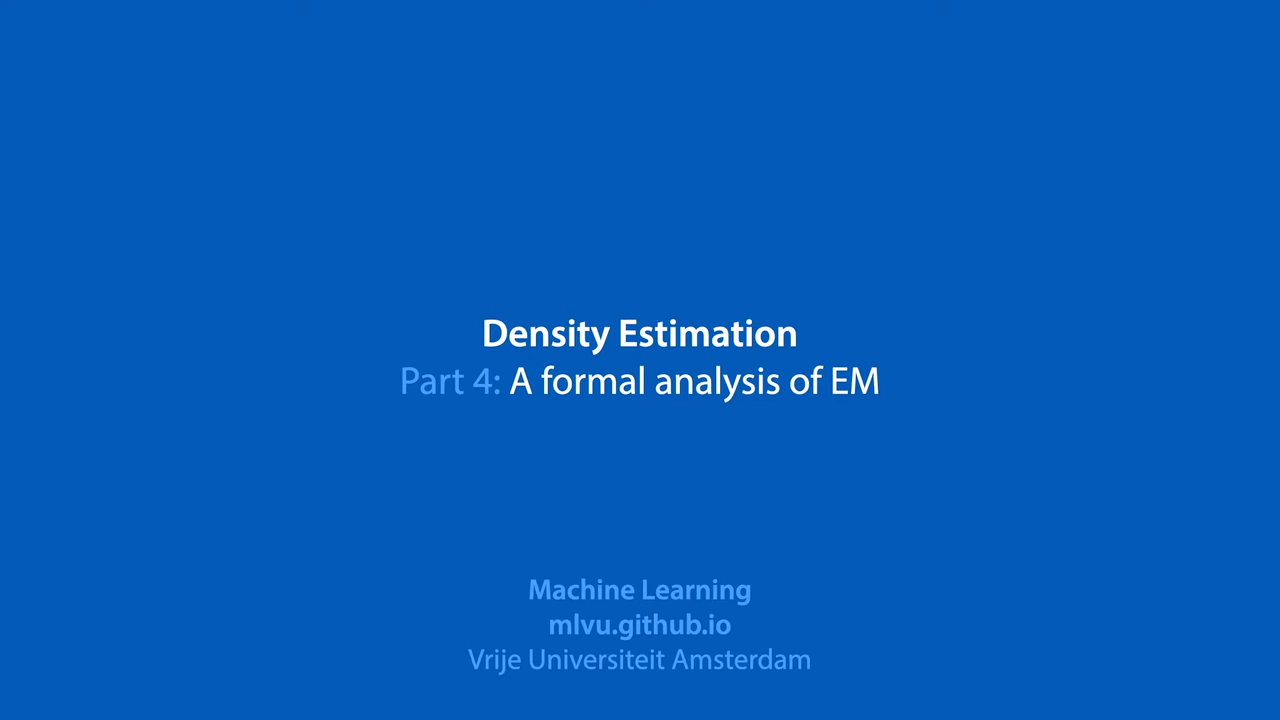 Density Estimation
Part 4: A formal analysis of EM
Machine Learning
mlvu.github.io
Vrije Universiteit Amsterdam